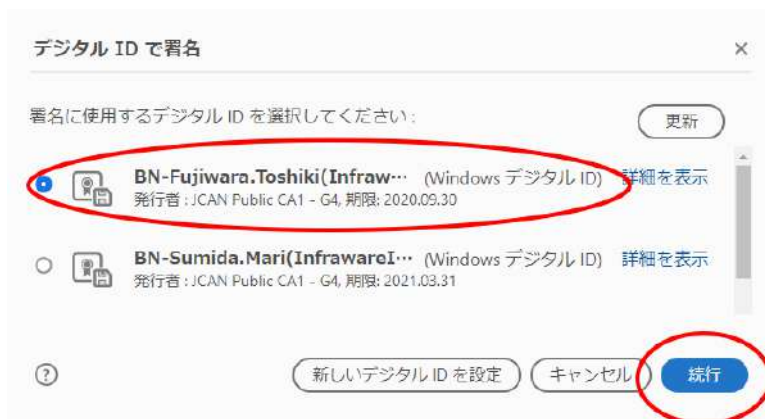 デジタル ID で署名
×
署名に使用するデジタル ID を選択してください :
更新
BN-Fujiwara.Toshiki(Infraw… (Windows デジタル ID) 詳細を表示
発行者 : JCAN Public CA1 - G4, 期限: 2020.09.30
BN-Sumida.Mari(InfrawareI… (Windows デジタル ID) 詳細を表示
発行者 : JCAN Public CA1 - G4, 期限: 2021.03.31
? 新しいデジタル ID を設定 キャンセル 続行